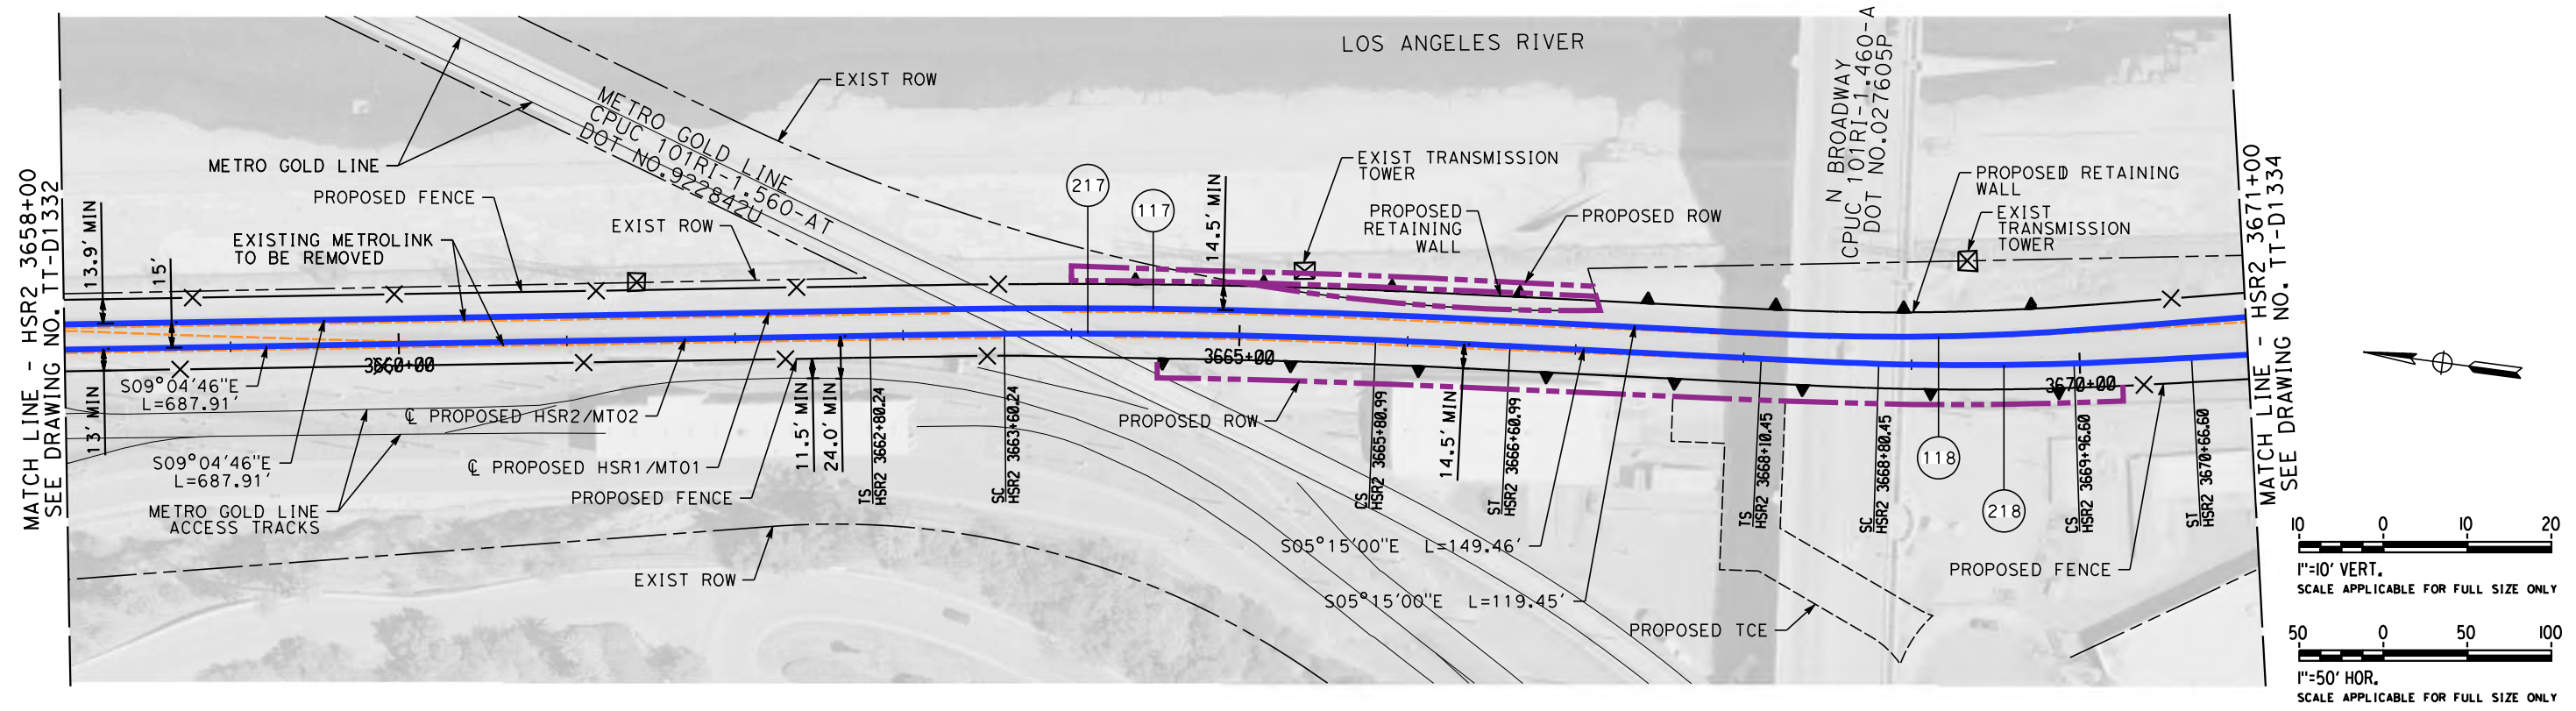 LOS ANGELES RIVER
MATCH LINE - HSR2 3658+00
SEE DRAWING NO. TT-D1332
METRO GOLD LINE
CPUC 101RI-1.560-AT
DOT NO.922842U
EXIST ROW
N BROADWAY
CPUC 101RI-1.460-A
DOT NO.027605P
METRO GOLD LINE
PROPOSED FENCE
EXISTING METROLINK
TO BE REMOVED
EXIST ROW
13.9' MIN
15'
217
117
14.5' MIN
EXIST TRANSMISSION
TOWER
PROPOSED
RETAINING
WALL
PROPOSED ROW
PROPOSED RETAINING
WALL
EXIST
TRANSMISSION
TOWER
MATCH LINE - HSR2 3671+00
SEE DRAWING NO. TT-D1334
3660+00
3665+00
3670+00
S09°04'46"E
L=687.91'
13' MIN
S09°04'46"E
L=687.91'
METRO GOLD LINE
ACCESS TRACKS
℄ PROPOSED HSR2/MT02
℄ PROPOSED HSR1/MT01
PROPOSED FENCE
11.5' MIN
24.0' MIN
TS
HSR2 3662+80.24
SC
HSR2 3663+60.24
PROPOSED ROW
CS
HSR2 3665+80.99
14.5' MIN
ST
HSR2 3666+60.99
TS
HSR2 3668+10.45
SC
HSR2 3668+80.45
118
218
CS
HSR2 3669+96.60
ST
HSR2 3670+66.60
S05°15'00"E L=149.46'
S05°15'00"E L=119.45'
EXIST ROW
PROPOSED TCE
PROPOSED FENCE
10 0 10 20
1"=10' VERT.
SCALE APPLICABLE FOR FULL SIZE ONLY
50 0 50 100
1"=50' HOR.
SCALE APPLICABLE FOR FULL SIZE ONLY